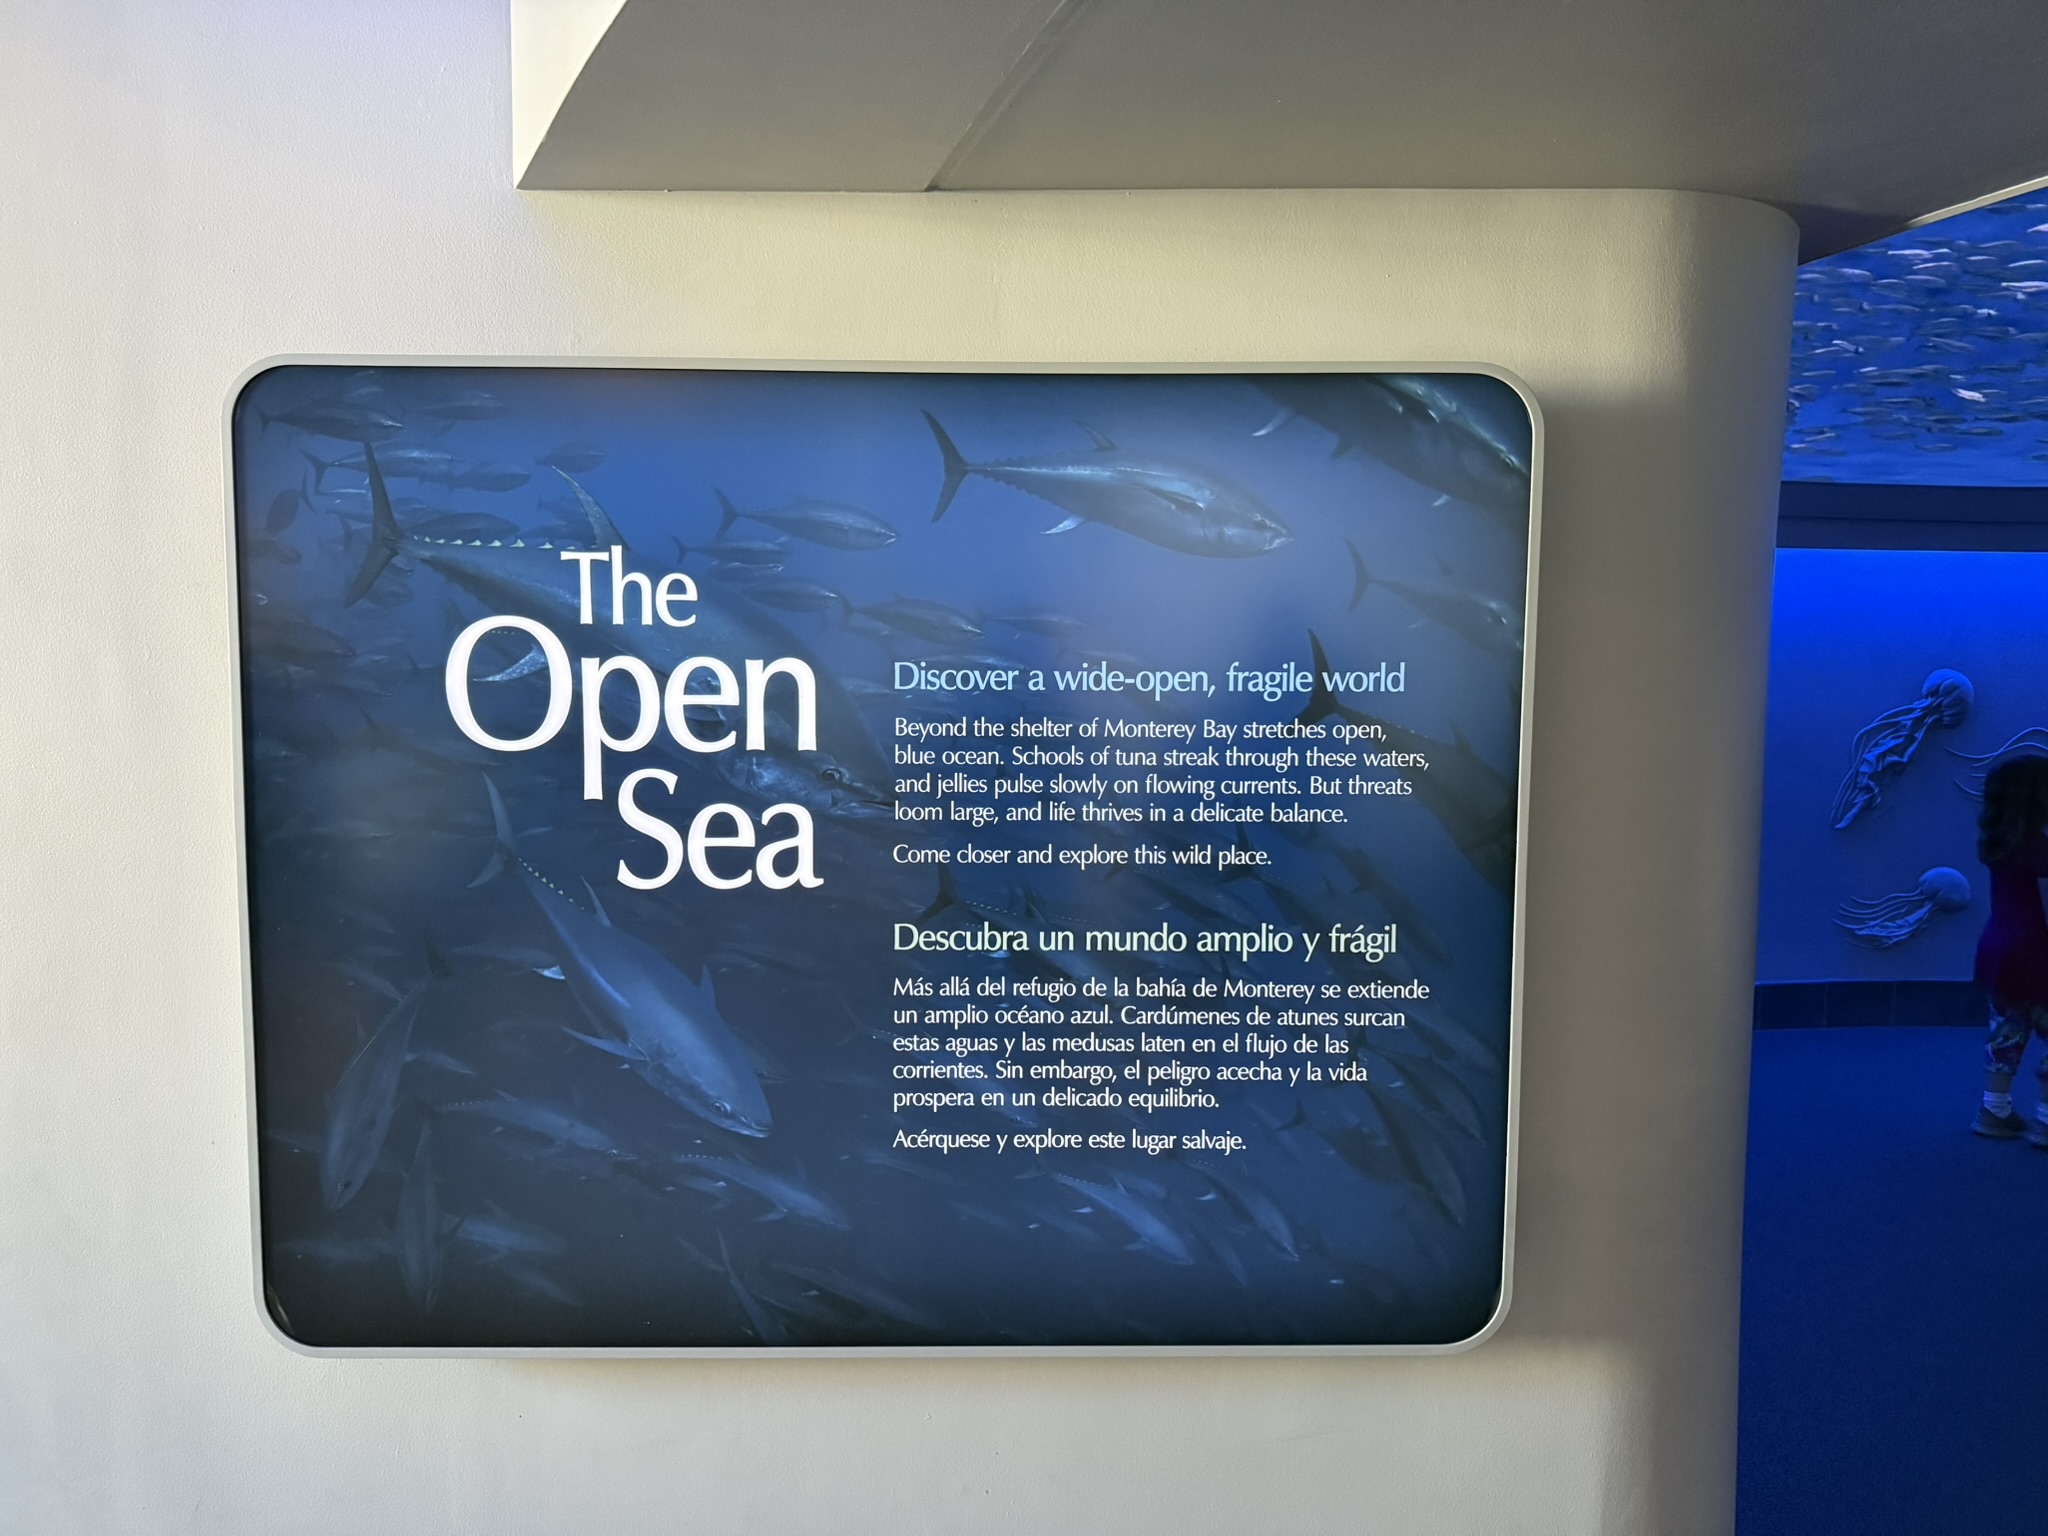 The
Open
Sea
Discover a wide-open, fragile world
Beyond the shelter of Monterey Bay stretches open,
blue ocean. Schools of tuna streak through these waters,
and jellies pulse slowly on flowing currents. But threats
loom large, and life thrives in a delicate balance.
Come closer and explore this wild place.
Descubra un mundo amplio y frágil
Más allá del refugio de la bahía de Monterey se extiende
un amplio océano azul. Cardúmenes de atunes surcan
estas aguas y las medusas laten en el flujo de las
corrientes. Sin embargo, el peligro acecha y la vida
prospera en un delicado equilibrio.
Acérquese y explore este lugar salvaje.